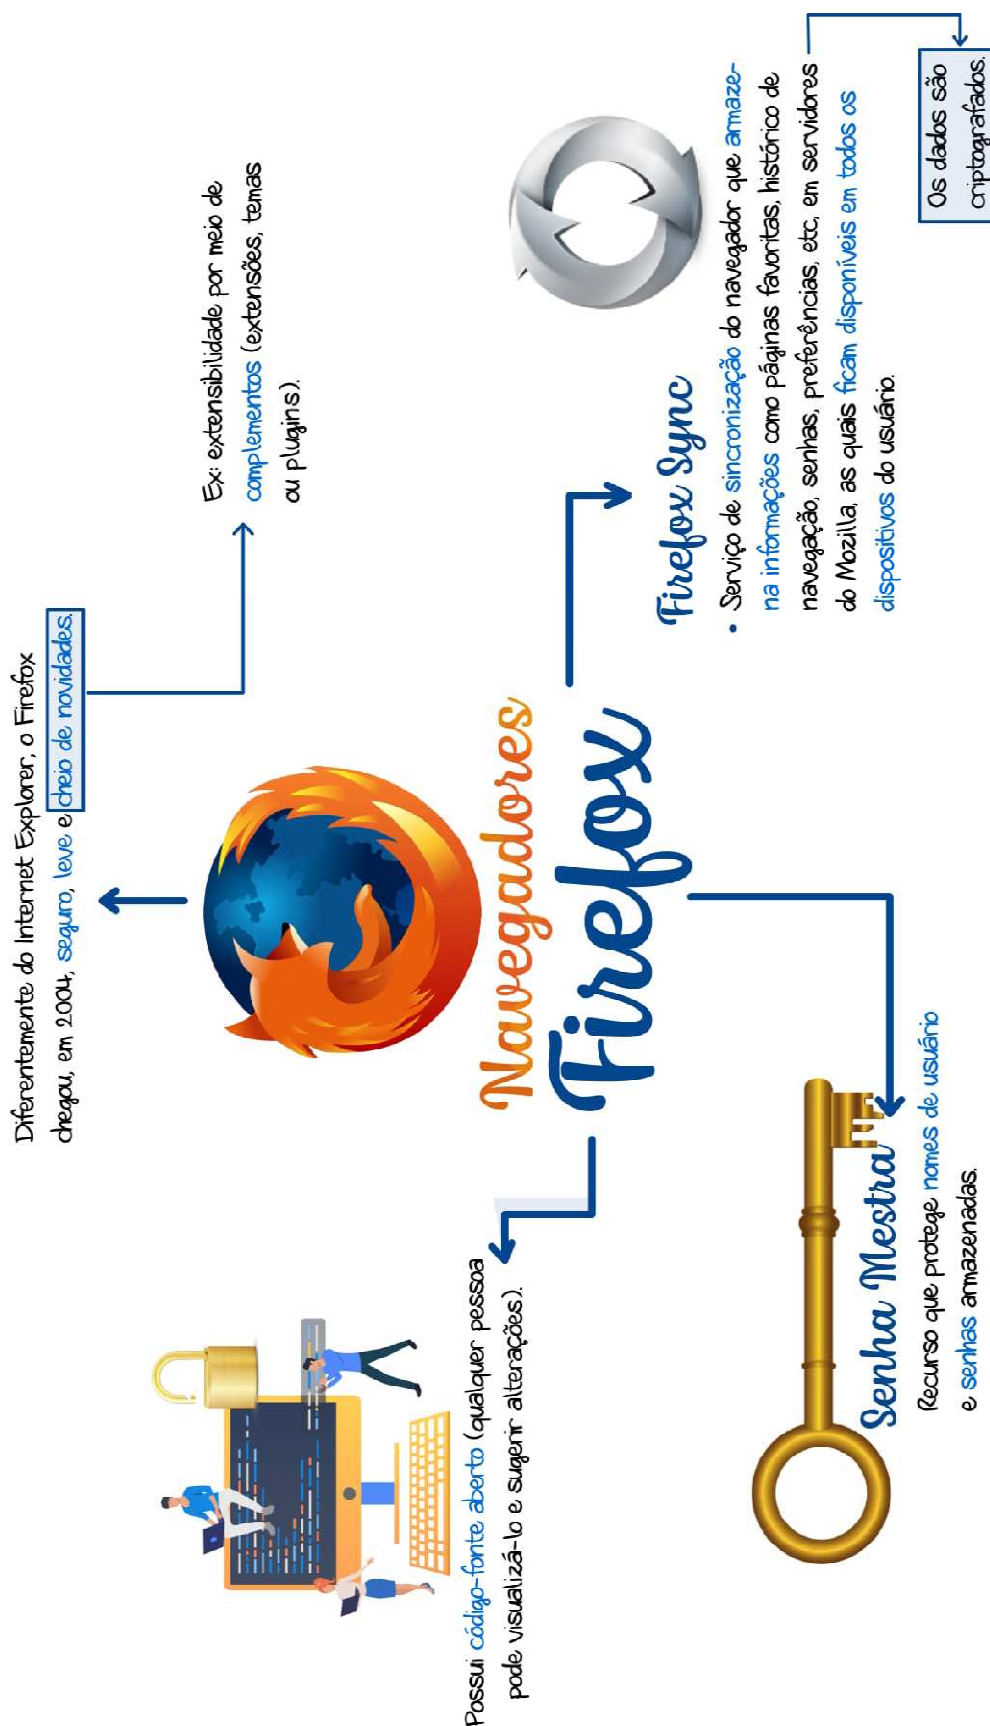 Diferentemente do Internet Explorer, o Firefox
chegou, em 2004, seguro, leve e cheio de novidades.
Ex: extensibilidade por meio de
complementos (extensões, temas
ou plugins).
Navegadores
Firefox
Possui código-fonte aberto (qualquer pessoa
pode visualizá-lo e sugerir alterações).
Firefox Sync
• Serviço de sincronização do navegador que armaze-
na informações como páginas favoritas, histórico de
navegação, senhas, preferências, etc, em servidores
do Mozilla, as quais ficam disponíveis em todos os
dispositivos do usuário.
Os dados são
criptografados.
Senha Mestra
Recurso que protege nomes de usuário
e senhas armazenadas.